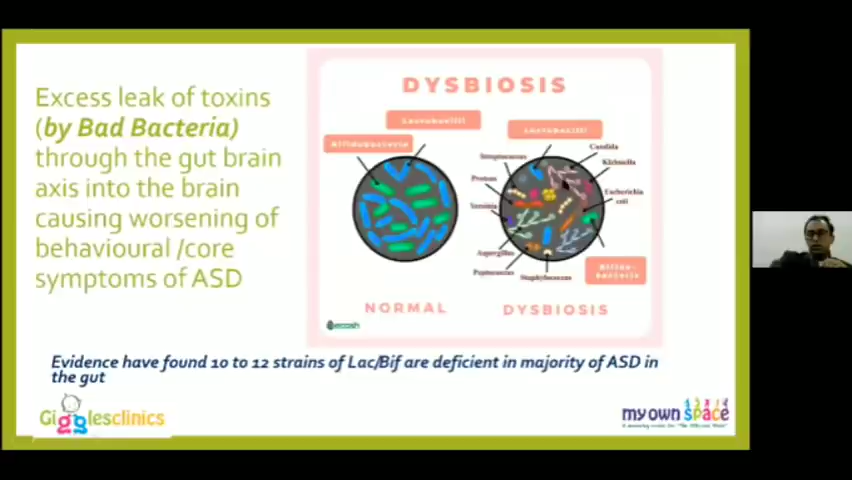 Excess leak of toxins
(by Bad Bacteria)
through the gut brain
axis into the brain
causing worsening of
behavioural /core
symptoms of ASD
DYSBIOSIS
Lactobacilli
Bifidobacteria
Lactobacilli
Streptococcus
Candida
Klebsiella
Proteus
Escherichia
coli
Yersinia
Aspergillus
Peptococcus
Staphylococcus
Bifido-
bacteria
NORMAL
DYSBIOSIS
Evidence have found 10 to 12 strains of Lac/Bif are deficient in majority of ASD in
the gut
Gigglesclinics
my own space